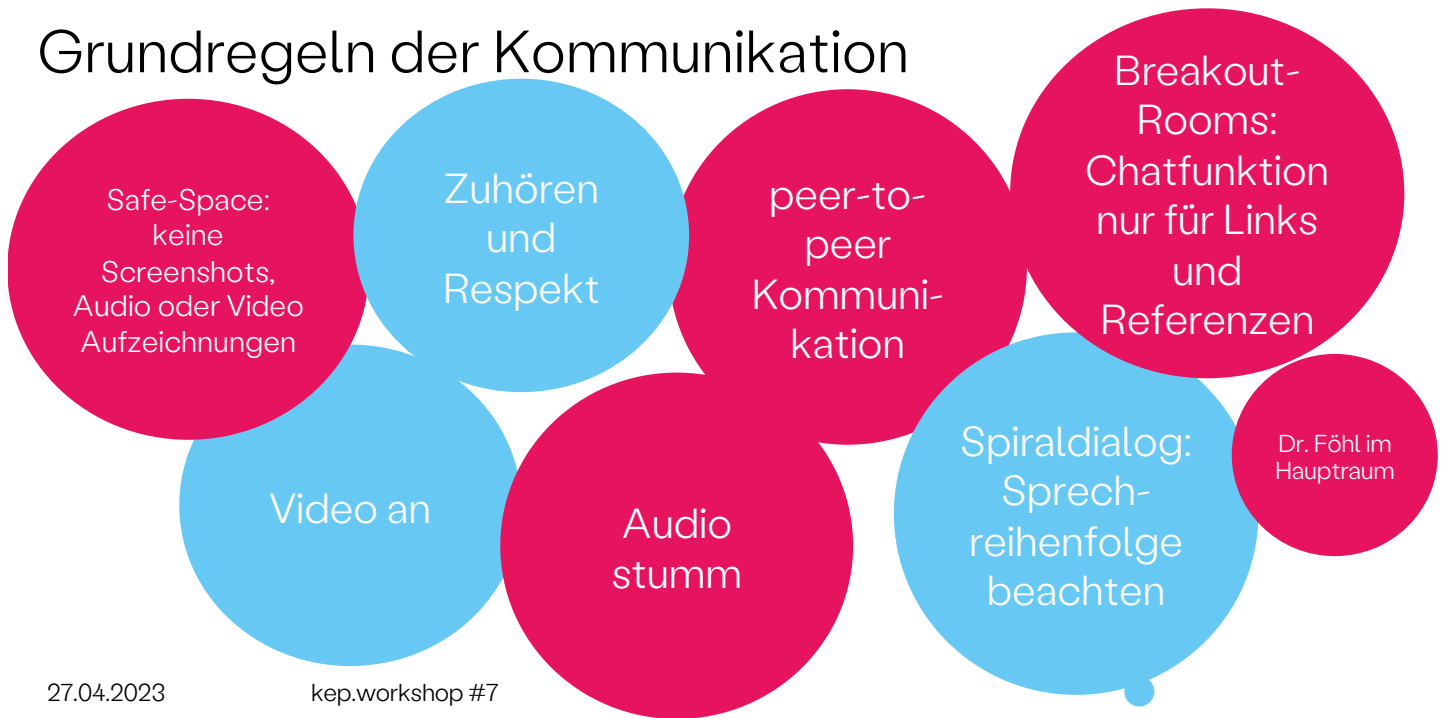 Grundregeln der Kommunikation
Safe-Space:
keine
Screenshots,
Audio oder Video
Aufzeichnungen
Zuhören
und
Respekt
peer-to-
peer
Kommuni-
kation
Breakout-
Rooms:
Chatfunktion
nur für Links
und
Referenzen
Video an
Audio
stumm
Spiraldialog:
Sprech-
reihenfolge
beachten
Dr. Föhl im
Hauptraum
27.04.2023
kep.workshop #7